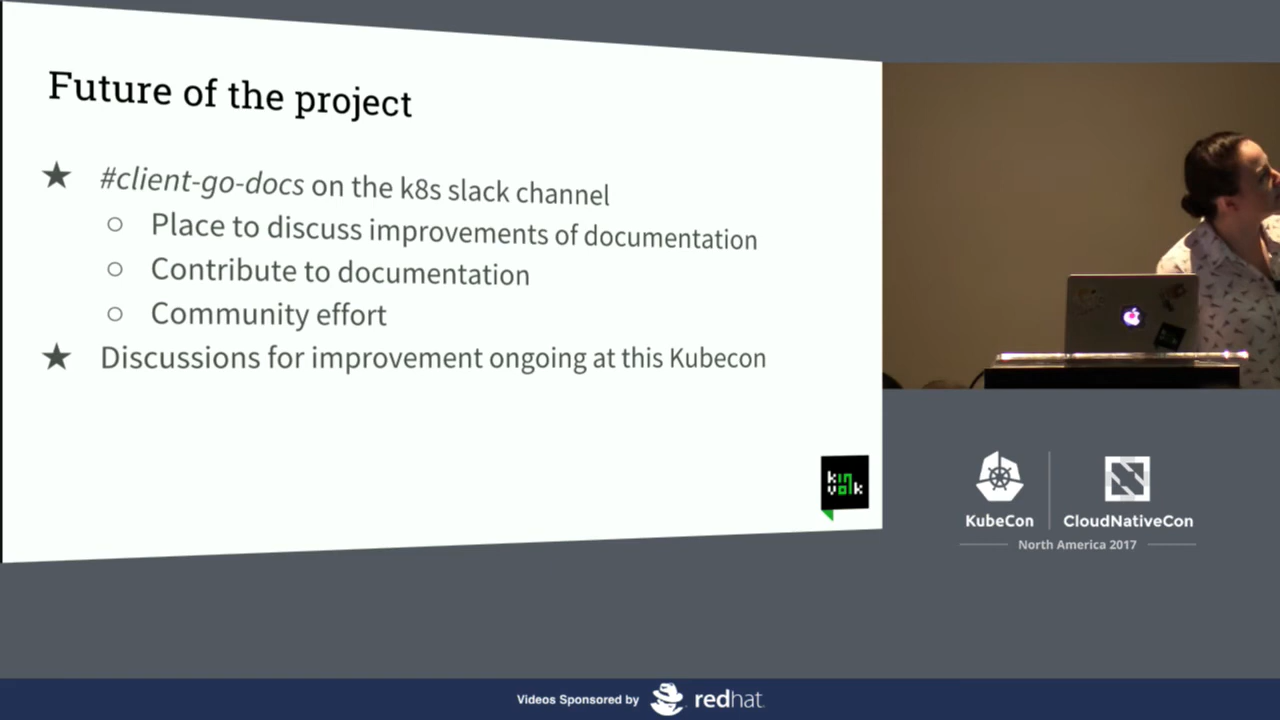 Future of the project
#client-go-docs on the k8s slack channel
Place to discuss improvements of documentation
Contribute to documentation
Community effort
Discussions for improvement ongoing at this Kubecon
kin
volk
KubeCon
CloudNativeCon
North America 2017
Videos Sponsored by redhat.